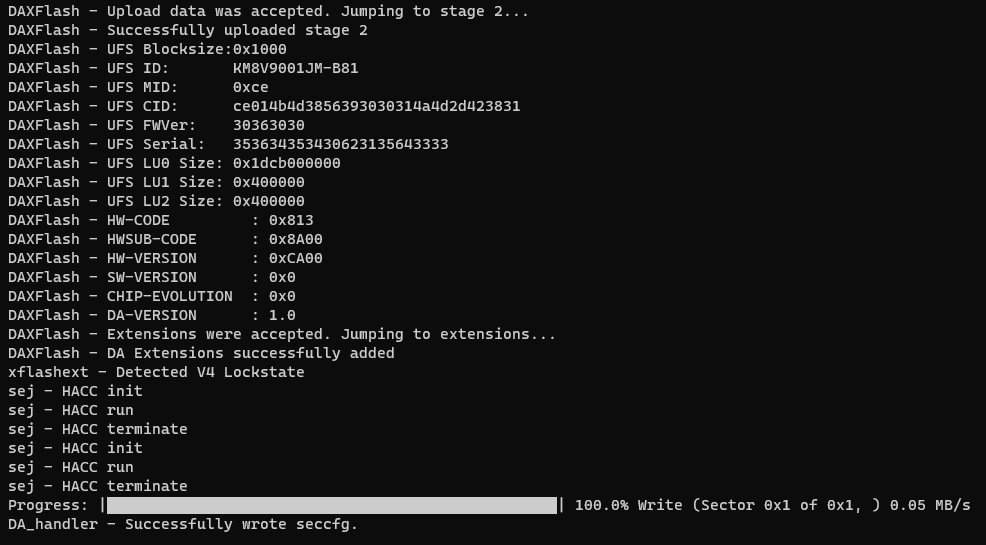 DAXFlash - Upload data was accepted. Jumping to stage 2...
DAXFlash - Successfully uploaded stage 2
DAXFlash - UFS Blocksize:0x1000
DAXFlash - UFS ID:       KM8V9001JM-B81
DAXFlash - UFS MID:      0xce
DAXFlash - UFS CID:      ce014b4d3856393030314a4d2d423831
DAXFlash - UFS FWVer:    30363030
DAXFlash - UFS Serial:   353634353430623135643333
DAXFlash - UFS LU0 Size: 0x1dcb000000
DAXFlash - UFS LU1 Size: 0x400000
DAXFlash - UFS LU2 Size: 0x400000
DAXFlash - HW-CODE         : 0x813
DAXFlash - HWSUB-CODE      : 0x8A00
DAXFlash - HW-VERSION      : 0xCA00
DAXFlash - SW-VERSION      : 0x0
DAXFlash - CHIP-EVOLUTION  : 0x0
DAXFlash - DA-VERSION      : 1.0
DAXFlash - Extensions were accepted. Jumping to extensions...
DAXFlash - DA Extensions successfully added
xflashext - Detected V4 Lockstate
sej - HACC init
sej - HACC run
sej - HACC terminate
sej - HACC init
sej - HACC run
sej - HACC terminate
Progress: |██████████████████████████████████████████████████| 100.0% Write (Sector 0x1 of 0x1, ) 0.05 MB/s
DA_handler - Successfully wrote seccfg.